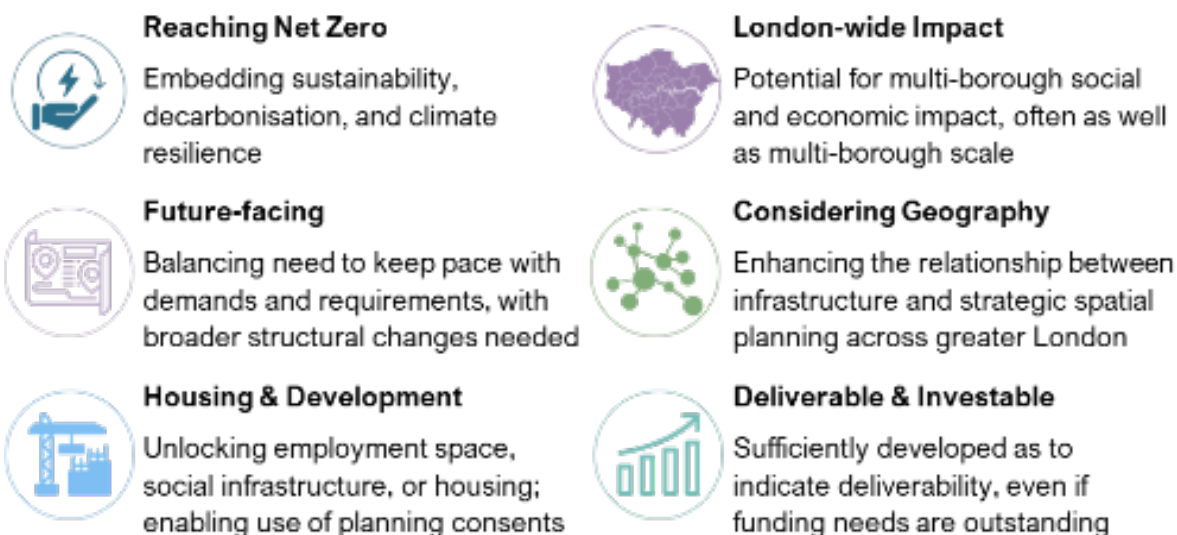 Reaching Net Zero
Embedding sustainability,
decarbonisation, and climate
resilience
London-wide Impact
Potential for multi-borough social
and economic impact, often as well
as multi-borough scale
Future-facing
Balancing need to keep pace with
demands and requirements, with
broader structural changes needed
Considering Geography
Enhancing the relationship between
infrastructure and strategic spatial
planning across greater London
Housing & Development
Unlocking employment space,
social infrastructure, or housing;
enabling use of planning consents
Deliverable & Investable
Sufficiently developed as to
indicate deliverability, even if
funding needs are outstanding